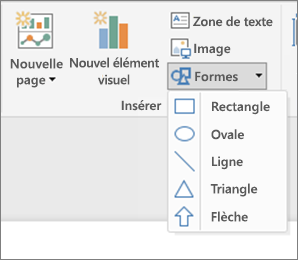 Nouvelle
page
Nouvel élément
visuel
Zone de texte
Image
Formes
Insérer
Rectangle
Ovale
Ligne
Triangle
Flèche